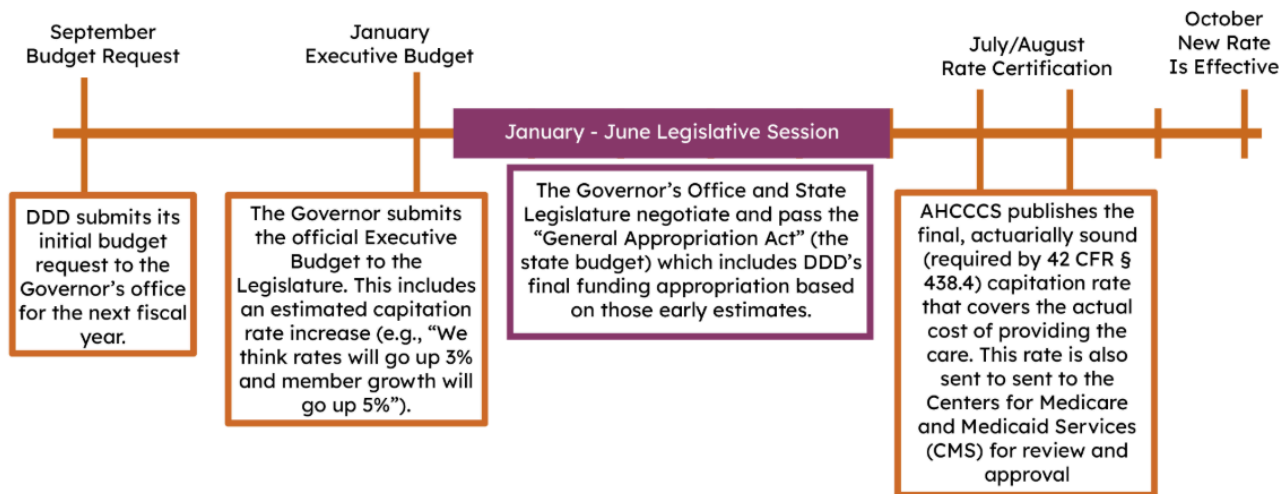 September
Budget Request
January
Executive Budget
July/August
Rate Certification
October
New Rate
Is Effective
January - June Legislative Session
DDD submits its
initial budget
request to the
Governor's office
for the next fiscal
year.
The Governor submits
the official Executive
Budget to the
Legislature. This includes
an estimated capitation
rate increase (e.g., “We
think rates will go up 3%
and member growth will
go up 5%”).
The Governor's Office and State
Legislature negotiate and pass the
“General Appropriation Act” (the
state budget) which includes DDD's
final funding appropriation based
on those early estimates.
AHCCCS publishes the
final, actuarially sound
(required by 42 CFR §
438.4) capitation rate
that covers the actual
cost of providing the
care. This rate is also
sent to sent to the
Centers for Medicare
and Medicaid Services
(CMS) for review and
approval